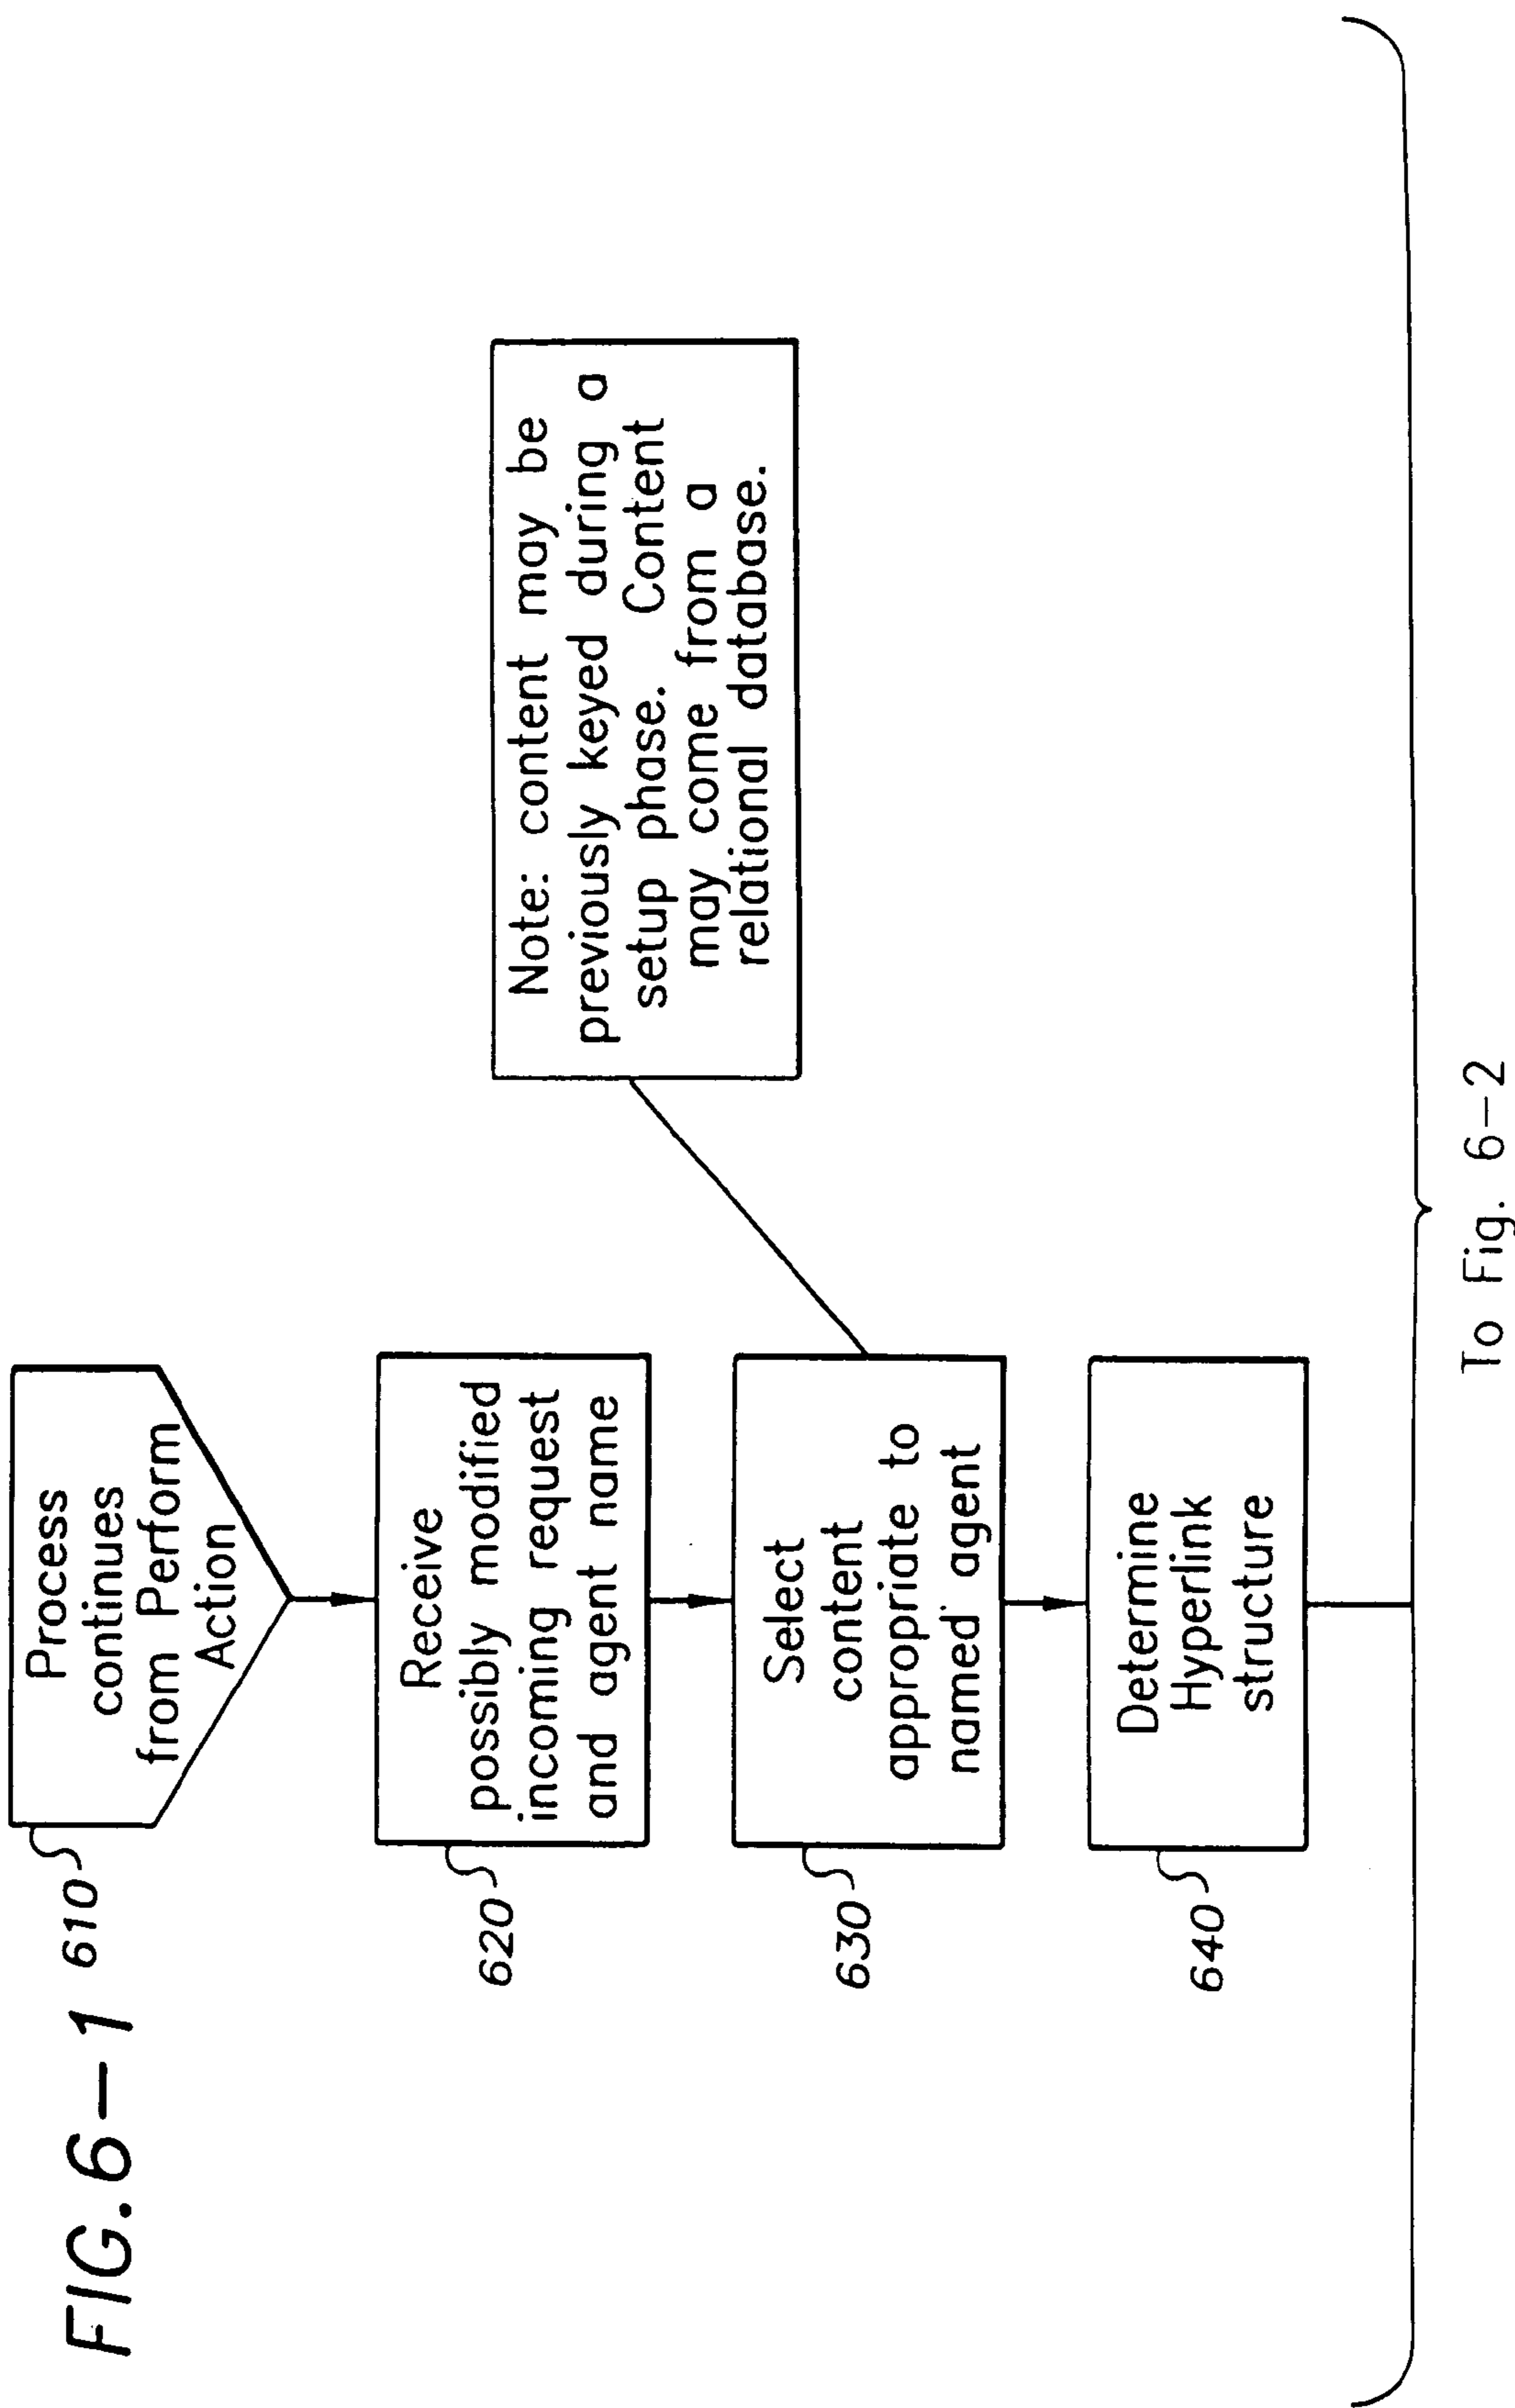 FIG.6-1
610
Process
continues
from Perform
Action
620
Receive
possibly modified
incoming request
and agent name
630
Select
content
appropriate to
named agent
Note: content may be
previously keyed during a
setup phase. Content
may come from a
relational database.
640
Determine
Hyperlink
structure
To Fig. 6-2